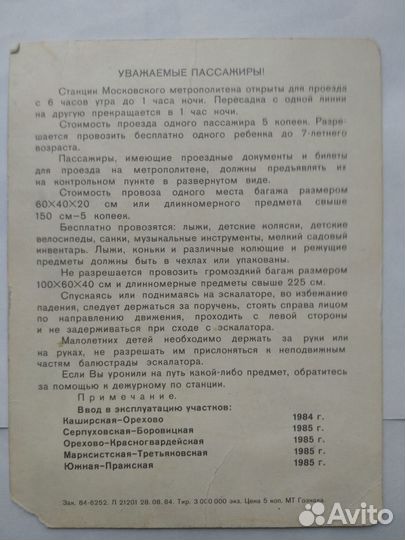 УВАЖАЕМЫЕ ПАССАЖИРЫ!
Станции Московского метрополитена открыты для проезда
с 6 часов утра до 1 часа ночи. Пересадка с одной линии
на другую прекращается в 1 час ночи.
Стоимость проезда одного пассажира 5 копеек. Разре-
шается провозить бесплатно одного ребенка до 7-летнего
возраста.
Пассажиры, имеющие проездные документы и билеты
для проезда на метрополитене, должны предъявлять их
на контрольном пункте в развернутом виде.
Стоимость провоза одного места багажа размером
60×40×20 см или длинномерного предмета свыше
150 см–5 копеек.
Бесплатно провозятся: лыжи, детские коляски, детские
велосипеды, санки, музыкальные инструменты, мелкий садовый
инвентарь. Лыжи, коньки и различные колющие и режущие
предметы должны быть в чехлах или упакованы.
Не разрешается провозить громоздкий багаж размером
100×60×40 см и длинномерные предметы свыше 225 см.
Спускаясь или поднимаясь на эскалаторе, во избежание
падения, следует держаться за поручень, стоять справа лицом
по направлению движения, проходить с левой стороны
и не задерживаться при сходе с эскалатора.
Малолетних детей необходимо держать за руки или
на руках, не разрешать им прислоняться к неподвижным
частям балюстрады эскалатора.
Если Вы уронили на путь какой-либо предмет, обратитесь
за помощью к дежурному по станции.
Примечание.
Ввод в эксплуатацию участков:
Каширская–Орехово 1984 г.
Серпуховская-Боровицкая 1985 г.
Орехово-Красногвардейская 1985 г.
Марксистская-Третьяковская 1985 г.
Южная-Пражская 1985 г.
Зак. 84-6252. Л 21201 28. 08. 84. Тир. 3 000 000 экз. Цена 5 коп. МТ Гознака.
Avito